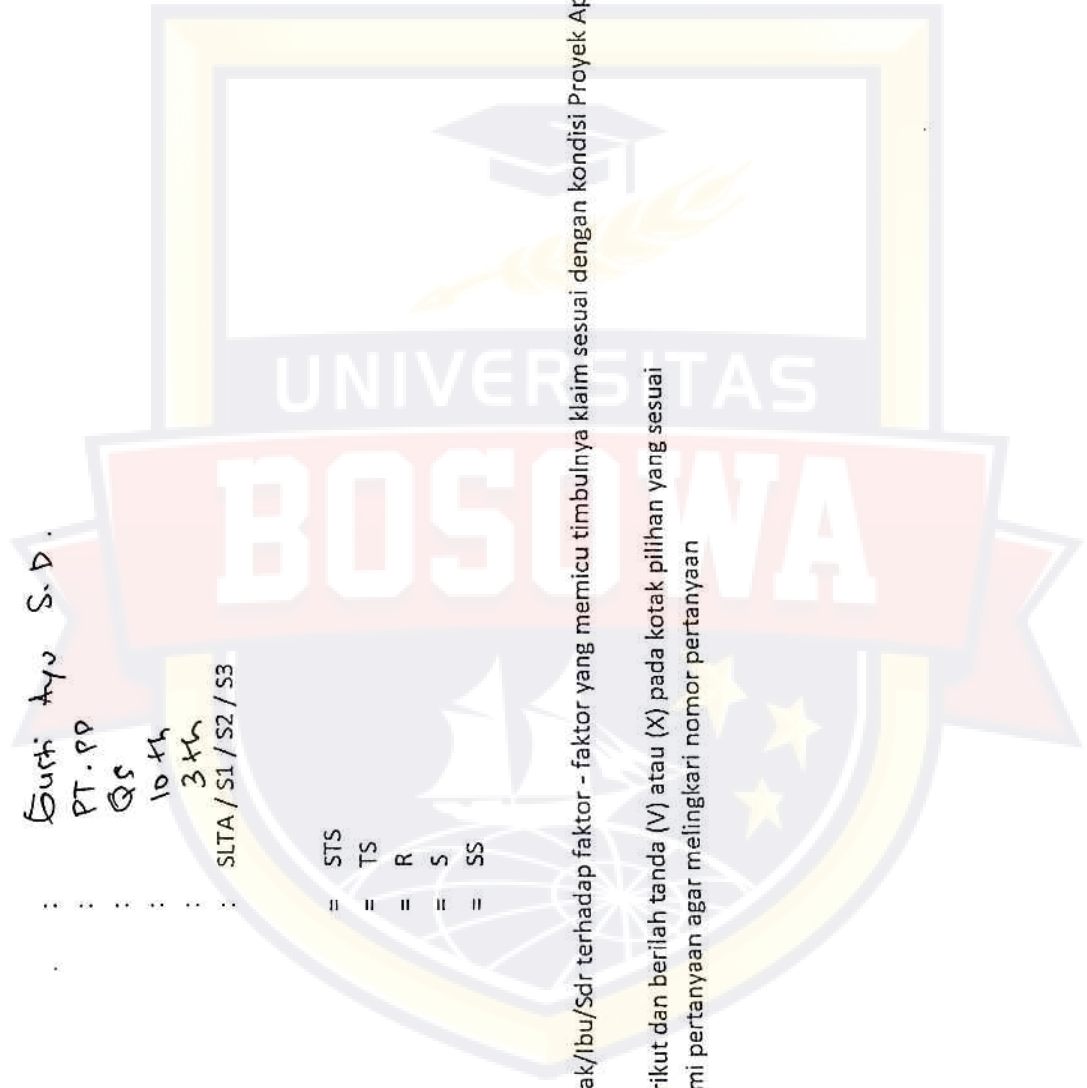 : Gusti Ayu S.D.
: PT. PP
: QS
: 10 th
: 3 th
: SLTA / S1 / S2 / S3
= STS
= TS
= R
= S
= SS
ak/Ibu/Sdr terhadap faktor - faktor yang memicu timbulnya klaim sesuai dengan kondisi Proyek Ap
rikut dan berilah tanda (V) atau (X) pada kotak pilihan yang sesuai
mi pertanyaan agar melingkari nomor pertanyaan
UNIVERSITAS
BOSOWA